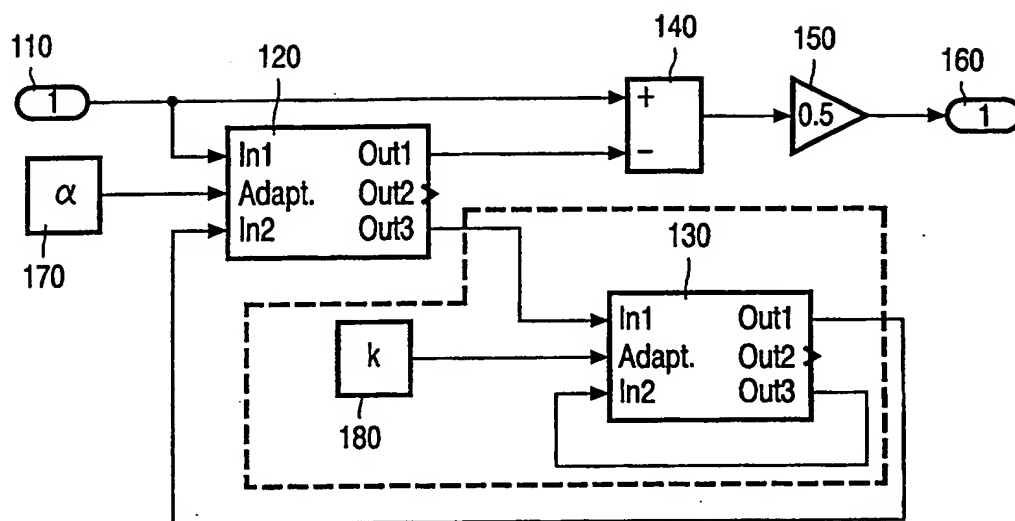 110
120
140
150
160
1
+
0.5
1
−
In1 Out1
α
Adapt. Out2
In2 Out3
170
130
In1 Out1
k
Adapt. Out2
In2 Out3
180